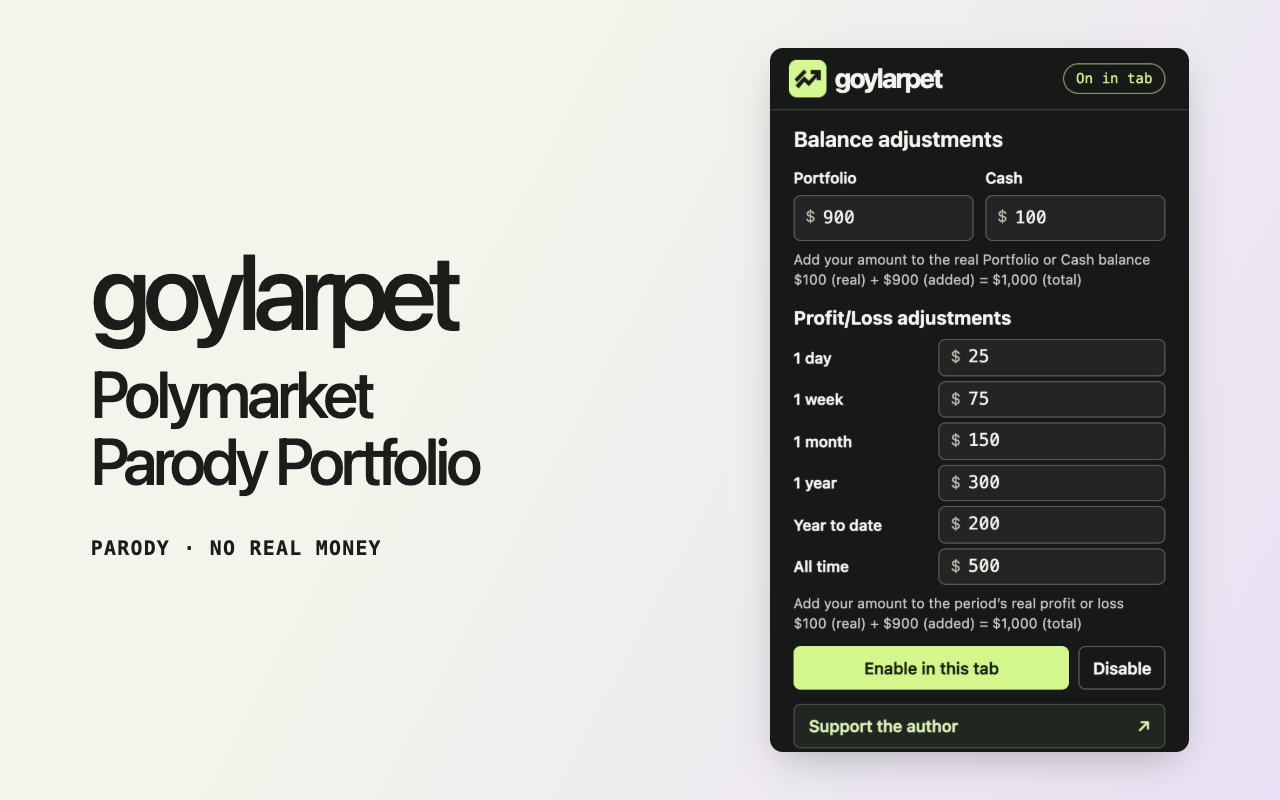 goylarpet
Polymarket
Parody Portfolio
PARODY · NO REAL MONEY
goylarpet
On in tab
Balance adjustments
Portfolio
Cash
$ 900
$ 100
Add your amount to the real Portfolio or Cash balance
$100 (real) + $900 (added) = $1,000 (total)
Profit/Loss adjustments
1 day $ 25
1 week $ 75
1 month $ 150
1 year $ 300
Year to date $ 200
All time $ 500
Add your amount to the period’s real profit or loss
$100 (real) + $900 (added) = $1,000 (total)
Enable in this tab
Disable
Support the author